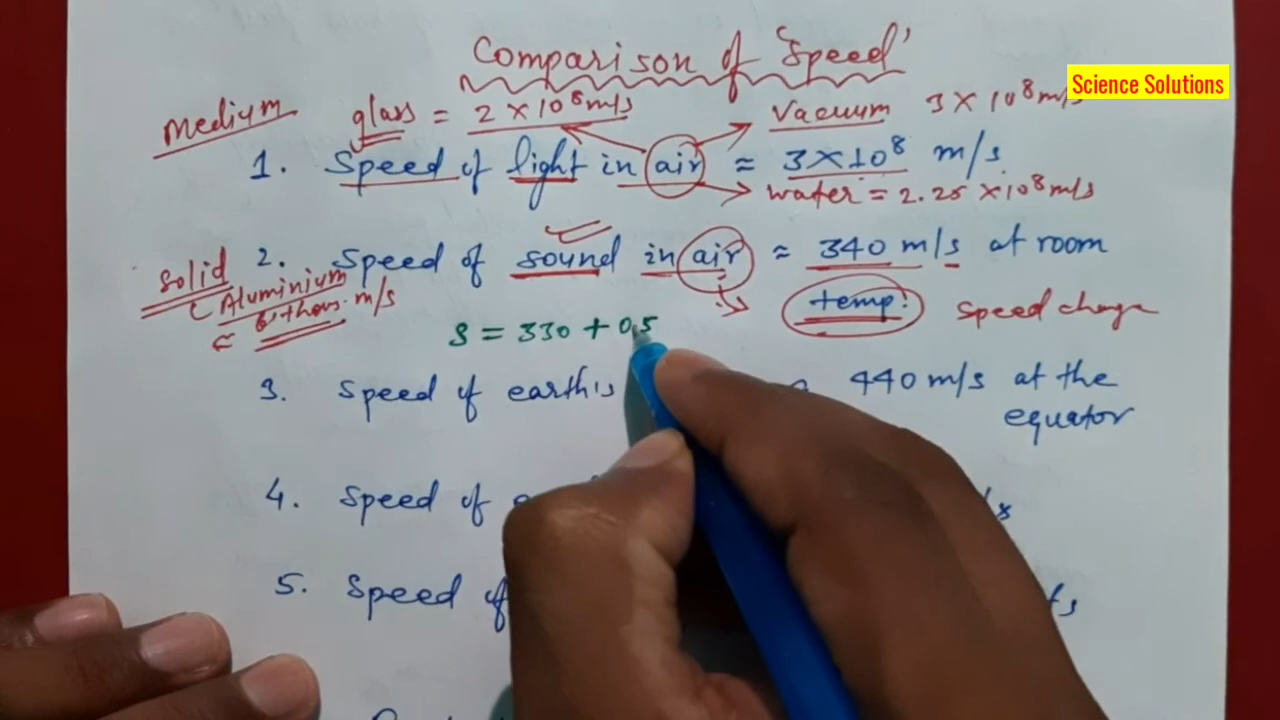 Comparison of 'Speed'
Science Solutions
Medium glass = 2 × 10⁸ m/s Vacuum 3 × 10⁸ m/s
1. Speed of light in air ≈ 3×10⁸ m/s
water = 2.25 × 10⁸ m/s
2. Speed of sound in air ≈ 340 m/s at room
Solid
Aluminium temp: Speed change
m/s
S = 330 + 0.5
3. Speed of earth's 440 m/s at the
equator
4. Speed of
5. Speed of